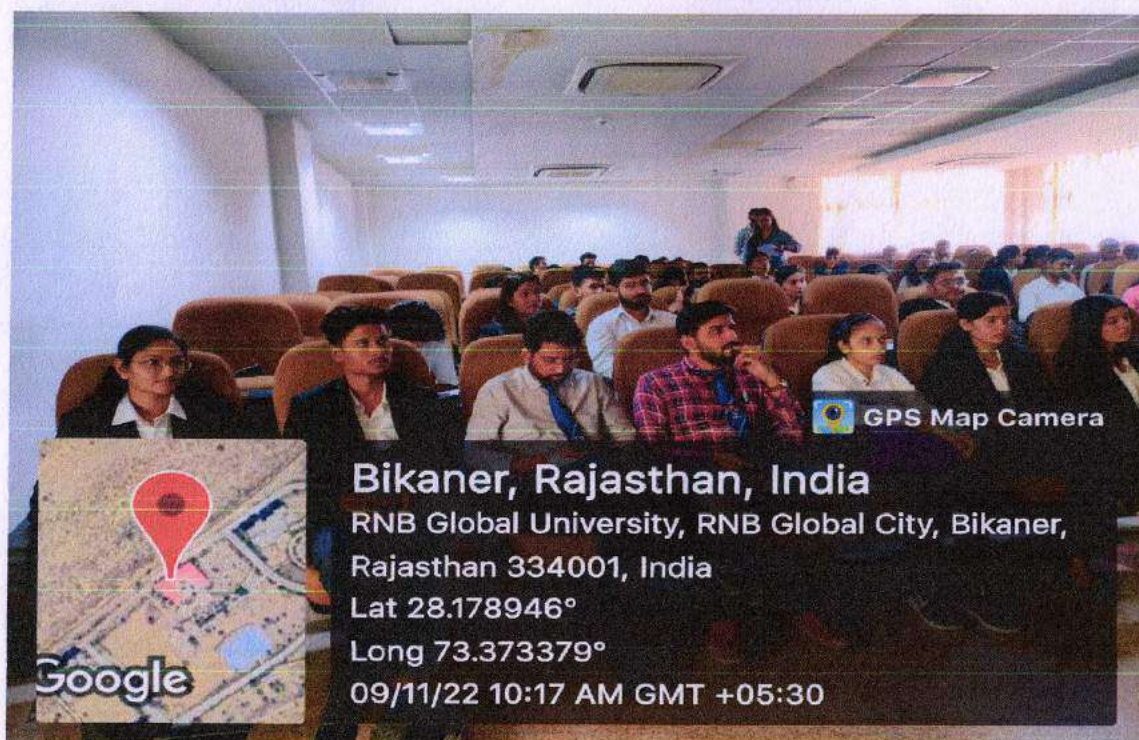 GPS Map Camera
Bikaner, Rajasthan, India
RNB Global University, RNB Global City, Bikaner,
Rajasthan 334001, India
Lat 28.178946°
Long 73.373379°
09/11/22 10:17 AM GMT +05:30
Google